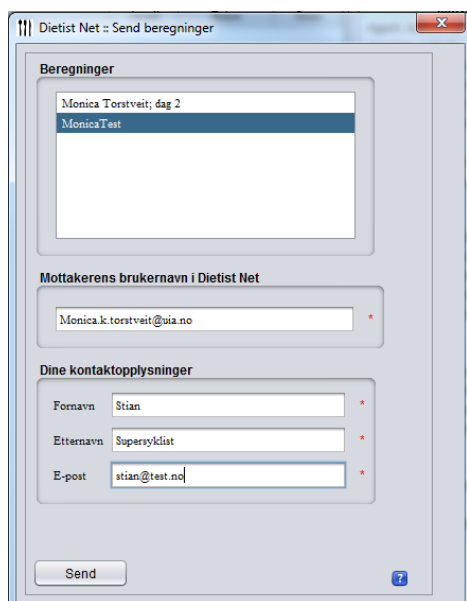 Dietist Net :: Send beregninger
Beregninger
Monica Torstveit; dag 2
MonicaTest
Mottakerens brukernavn i Dietist Net
Monica.k.torstveit@uia.no *
Dine kontaktopplysninger
Fornavn Stian *
Etternavn Supersyklist *
E-post stian@test.no *
Send ?